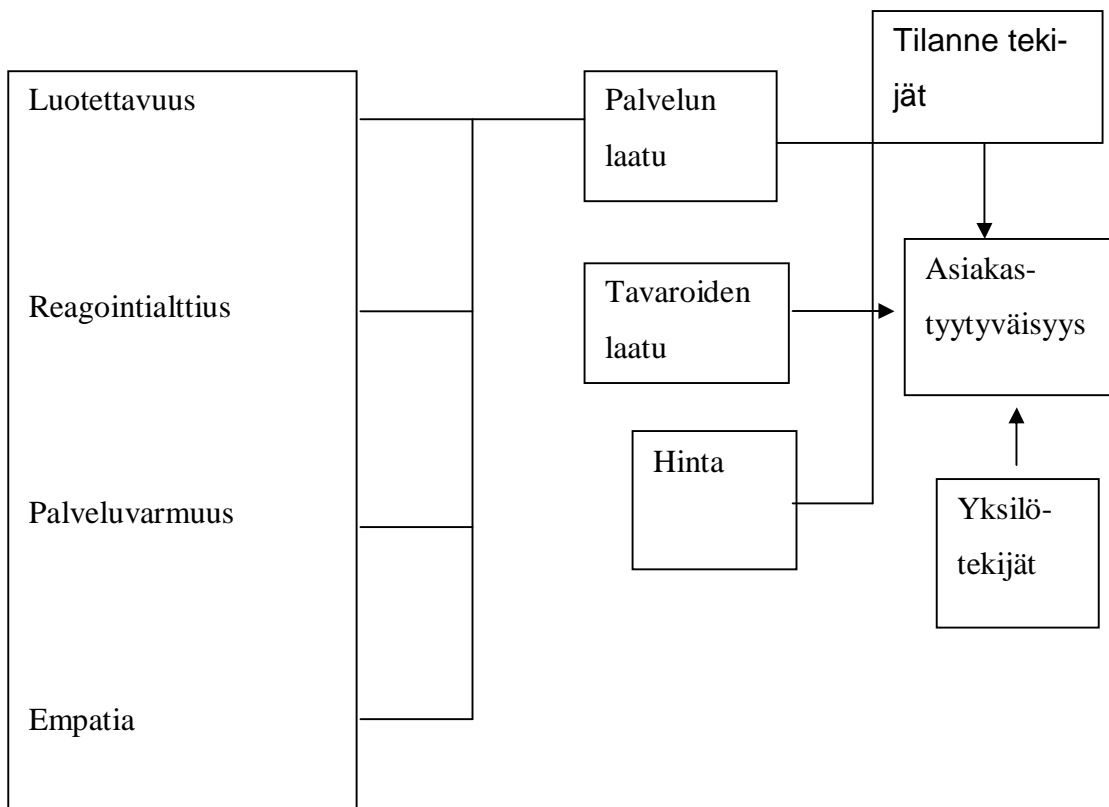 Luotettavuus
Reagointialttius
Palveluvarmuus
Empatia
Palvelun
laatu
Tavaroiden
laatu
Hinta
Tilanne teki-
jät
Asiakas-
tyytyväisyys
Yksilö-
tekijät